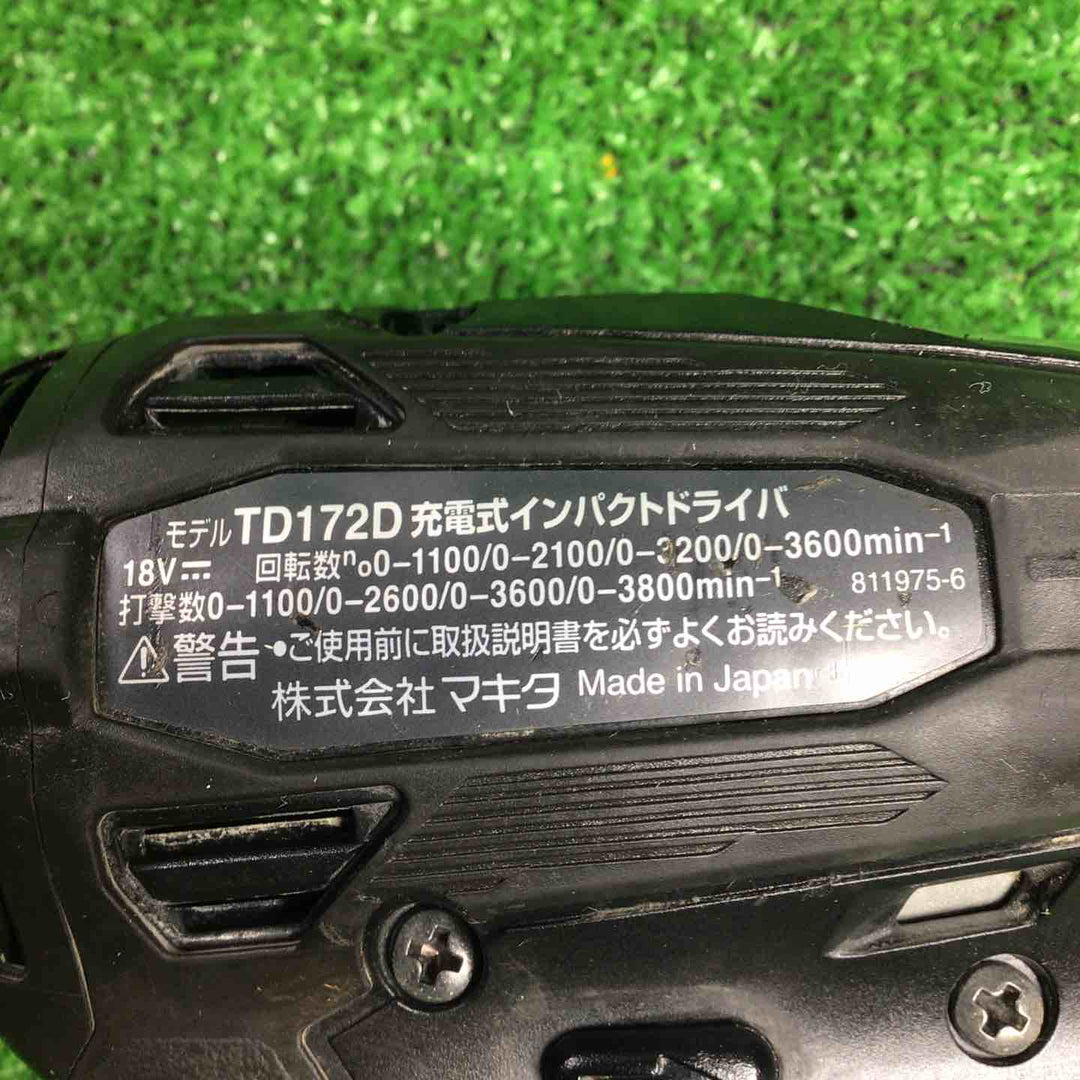 モデルTD172D 充電式インパクトドライバ
18V⎓ 回転数n₀0-1100/0-2100/0-3200/0-3600min⁻¹
打撃数0-1100/0-2600/0-3600/0-3800min⁻¹ 811975-6
⚠警告 •ご使用前に取扱説明書を必ずよくお読みください。
株式会社 マキタ Made in Japan